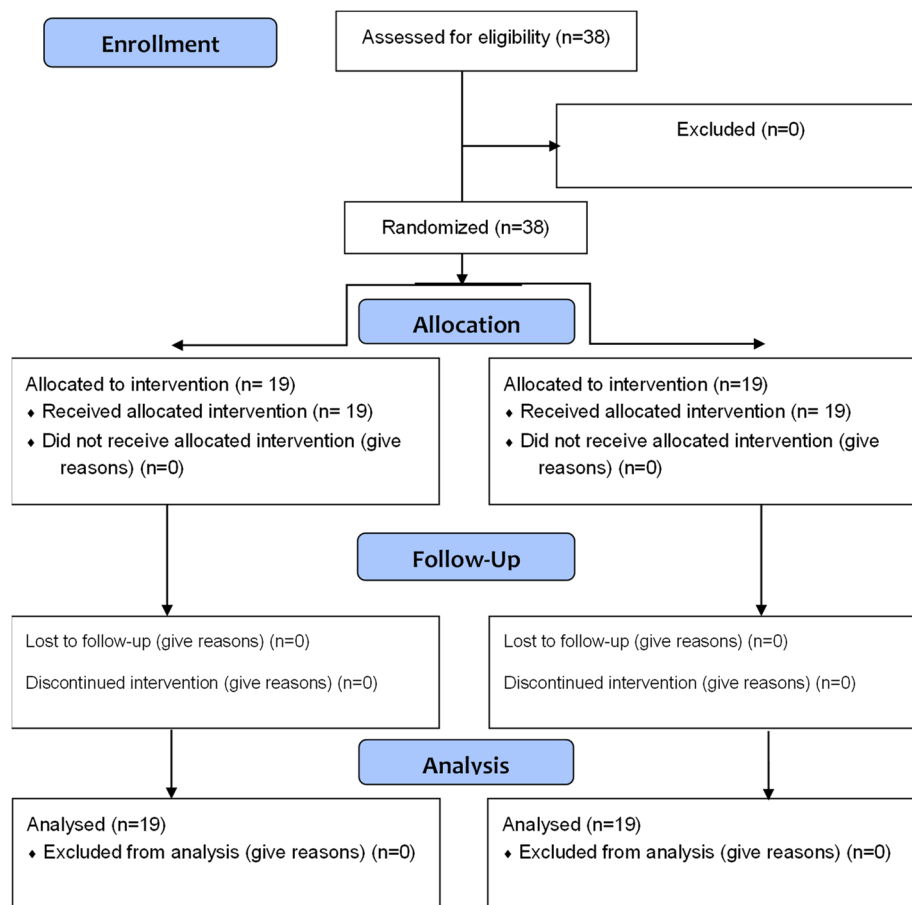 Enrollment
Assessed for eligibility (n=38)
Excluded (n=0)
Randomized (n=38)
Allocation
Allocated to intervention (n= 19)
♦ Received allocated intervention (n= 19)
♦ Did not receive allocated intervention (give
reasons) (n=0)
Allocated to intervention (n=19)
♦ Received allocated intervention (n= 19)
♦ Did not receive allocated intervention (give
reasons) (n=0)
Follow-Up
Lost to follow-up (give reasons) (n=0)
Discontinued intervention (give reasons) (n=0)
Lost to follow-up (give reasons) (n=0)
Discontinued intervention (give reasons) (n=0)
Analysis
Analysed (n=19)
♦ Excluded from analysis (give reasons) (n=0)
Analysed (n=19)
♦ Excluded from analysis (give reasons) (n=0)